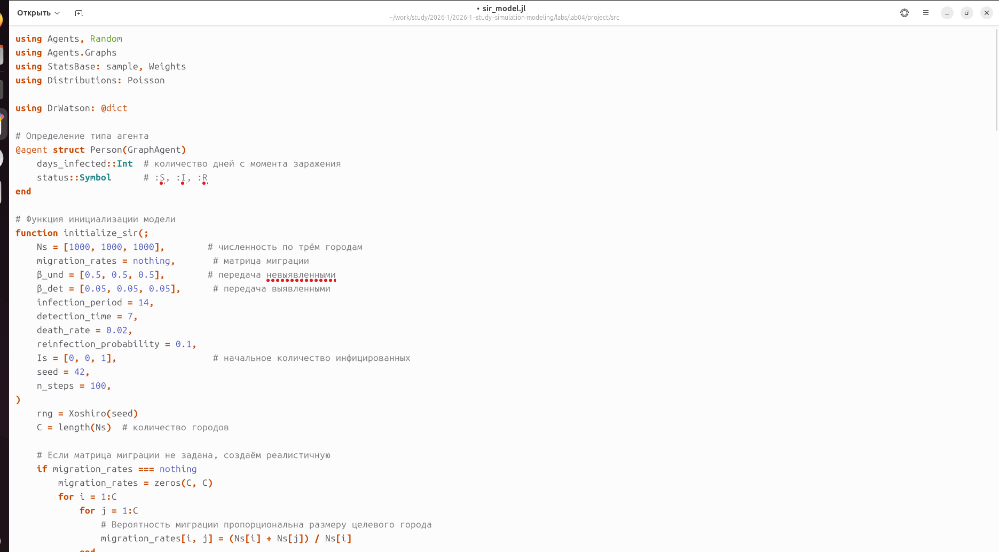 Открыть
• sir_model.jl
~/work/study/2026-1/2026-1--study--simulation-modeling/labs/lab04/project/src
using Agents, Random
using Agents.Graphs
using StatsBase: sample, Weights
using Distributions: Poisson
using DrWatson: @dict
# Определение типа агента
@agent struct Person(GraphAgent)
    days_infected::Int  # количество дней с момента заражения
    status::Symbol      # :S, :I, :R
end
# Функция инициализации модели
function initialize_sir(;
    Ns = [1000, 1000, 1000],        # численность по трём городам
    migration_rates = nothing,       # матрица миграции
    β_und = [0.5, 0.5, 0.5],        # передача невыявленными
    β_det = [0.05, 0.05, 0.05],      # передача выявленными
    infection_period = 14,
    detection_time = 7,
    death_rate = 0.02,
    reinfection_probability = 0.1,
    Is = [0, 0, 1],                  # начальное количество инфицированных
    seed = 42,
    n_steps = 100,
)
    rng = Xoshiro(seed)
    C = length(Ns)  # количество городов
    # Если матрица миграции не задана, создаём реалистичную
    if migration_rates === nothing
        migration_rates = zeros(C, C)
        for i = 1:C
            for j = 1:C
                # Вероятность миграции пропорциональна размеру целевого города
                migration_rates[i, j] = (Ns[i] + Ns[j]) / Ns[i]
            end